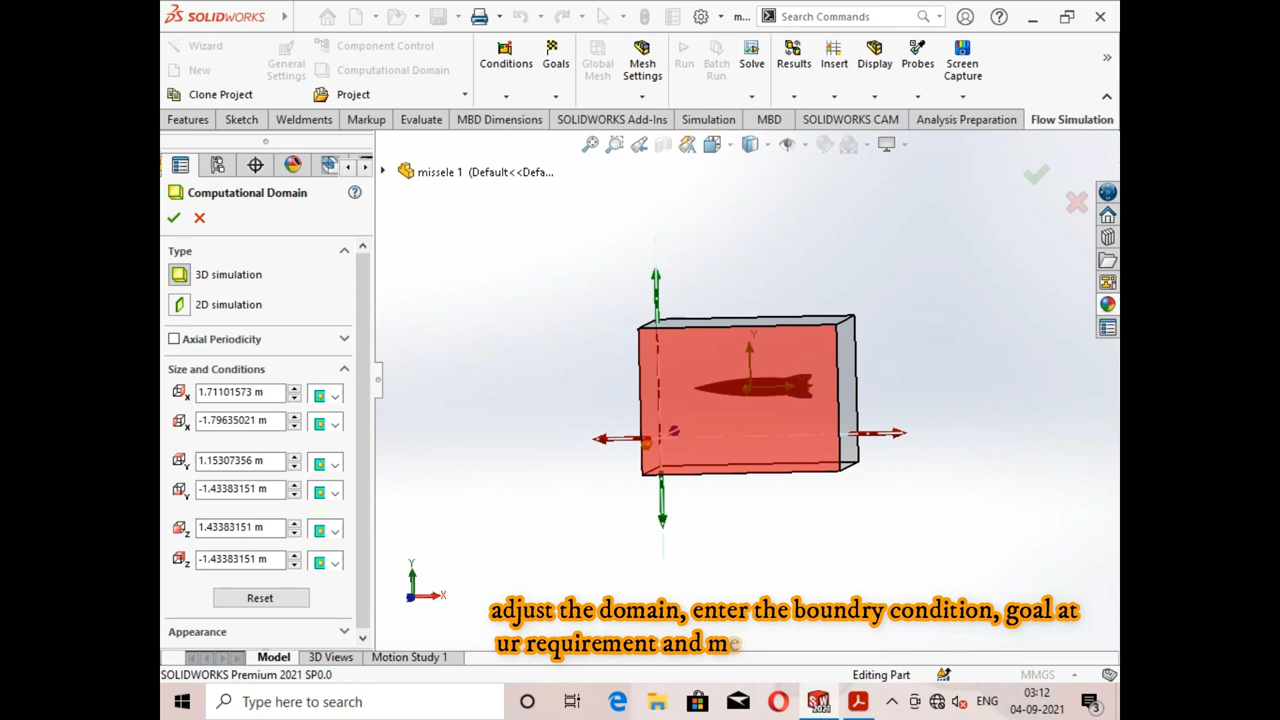 SOLIDWORKS
m...
Search Commands
Wizard
New
Clone Project
General
Settings
Component Control
Computational Domain
Project
Conditions
Goals
Global
Mesh
Mesh
Settings
Run
Batch
Run
Solve
Results
Insert
Display
Probes
Screen
Capture
Features
Sketch
Weldments
Markup
Evaluate
MBD Dimensions
SOLIDWORKS Add-Ins
Simulation
MBD
SOLIDWORKS CAM
Analysis Preparation
Flow Simulation
missele 1 (Default<<Defa...
Computational Domain
Type
3D simulation
2D simulation
Axial Periodicity
Size and Conditions
X
1.71101573 m
X
-1.79635021 m
Y
1.15307356 m
Y
-1.43383151 m
Z
1.43383151 m
Z
-1.43383151 m
Reset
Appearance
Y
Y
X
adjust the domain, enter the boundry condition, goal at
ur requirement and me
Model
3D Views
Motion Study 1
SOLIDWORKS Premium 2021 SP0.0
Editing Part
MMGS
Type here to search
SW
2021
ENG
03:12
04-09-2021
3